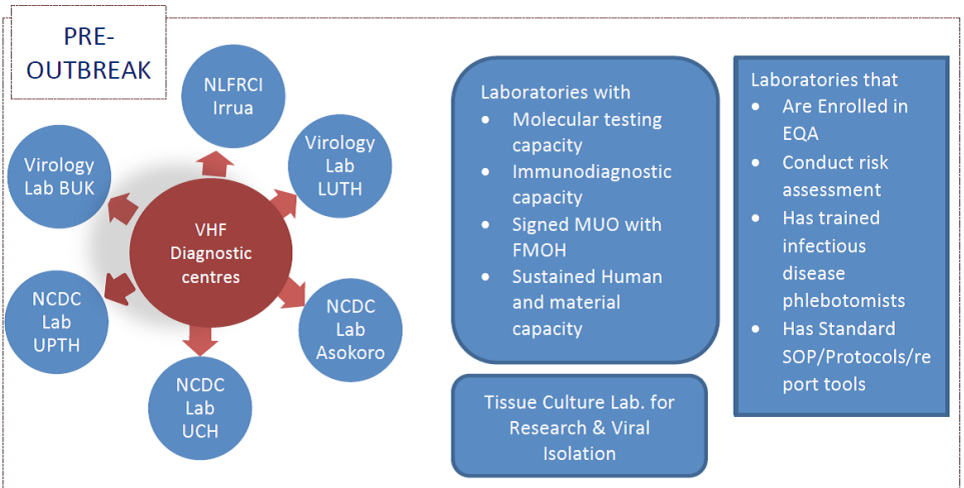 PRE-
OUTBREAK
NLFRCI
Irrua
Virology
Lab
LUTH
Virology
Lab BUK
VHF
Diagnostic
centres
NCDC
Lab
UPTH
NCDC
Lab
Asokoro
NCDC
Lab
UCH
Laboratories with
• Molecular testing
capacity
• Immunodiagnostic
capacity
• Signed MUO with
FMOH
• Sustained Human
and material
capacity
Tissue Culture Lab. for
Research & Viral
Isolation
Laboratories that
• Are Enrolled in
EQA
• Conduct risk
assessment
• Has trained
infectious
disease
phlebotomists
• Has Standard
SOP/Protocols/re
port tools